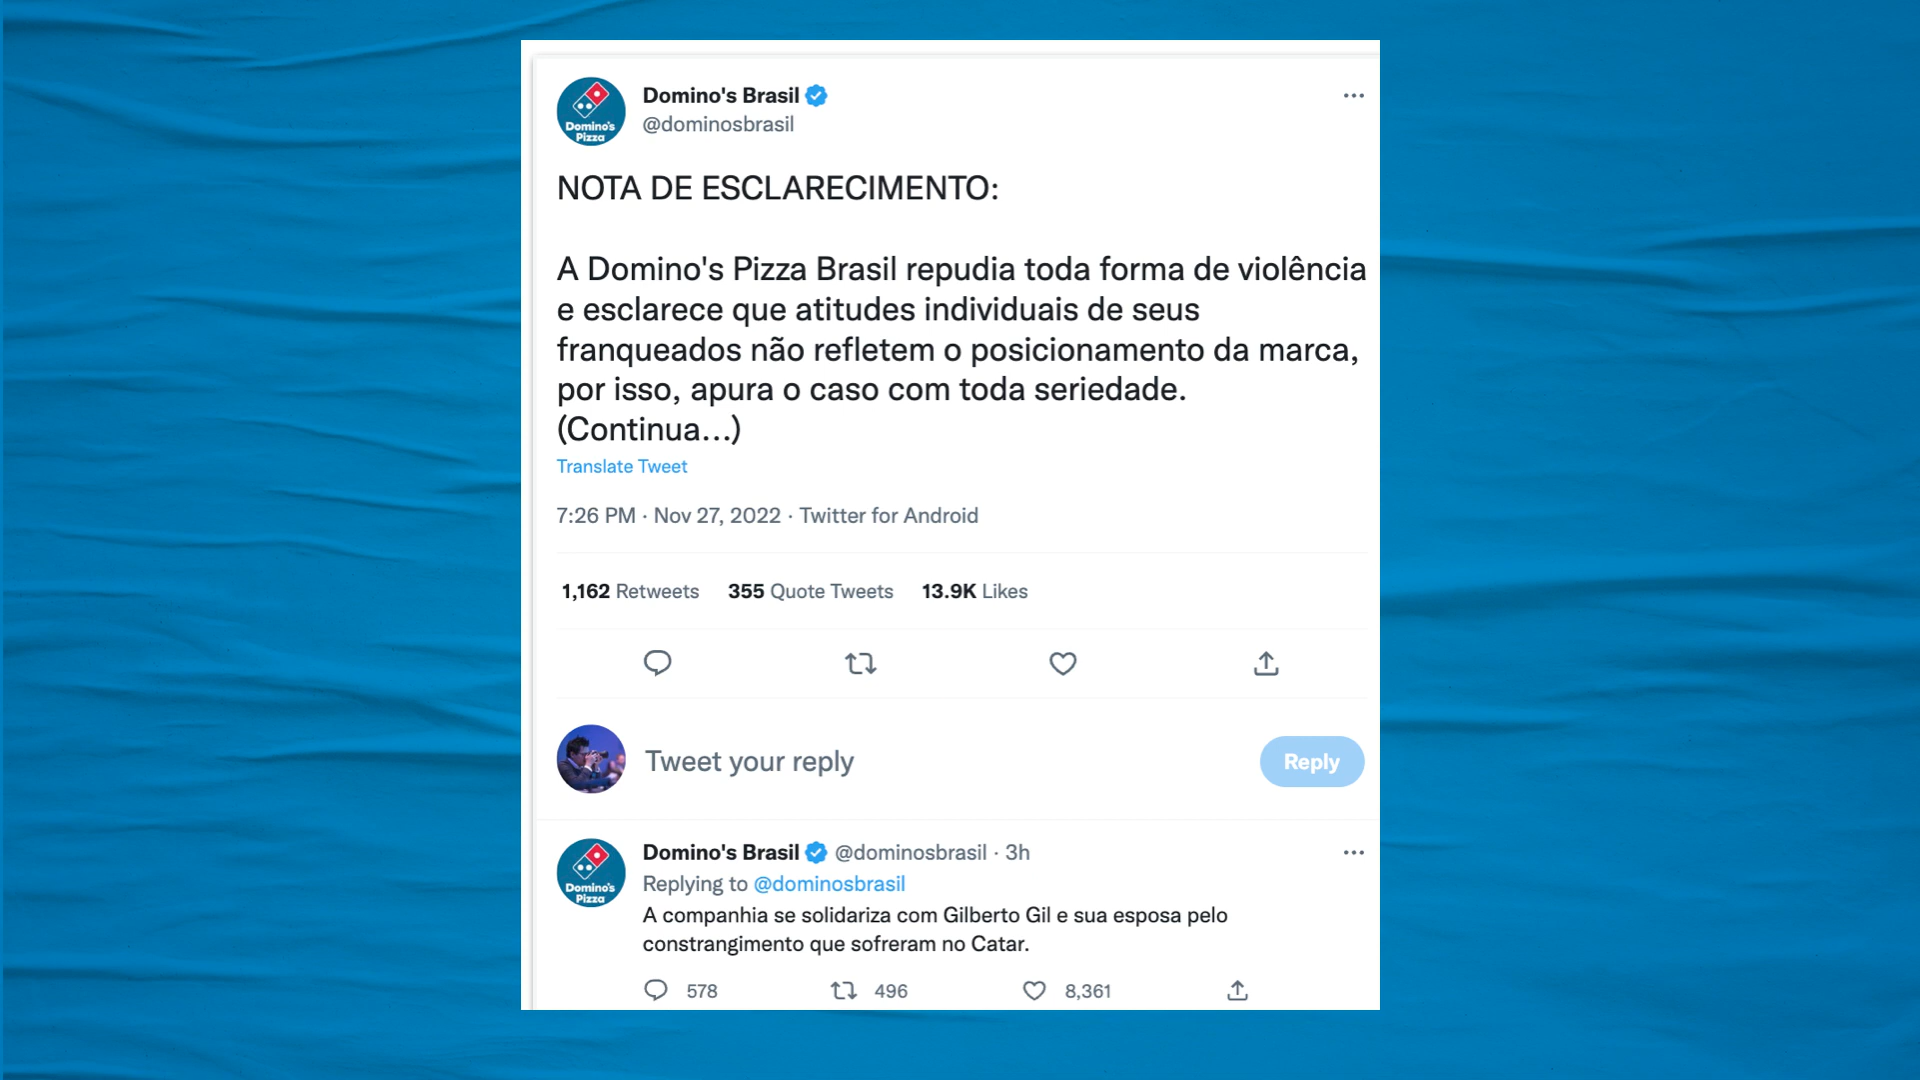 Domino's Pizza
Domino's Brasil
@dominosbrasil
NOTA DE ESCLARECIMENTO:
A Domino's Pizza Brasil repudia toda forma de violência
e esclarece que atitudes individuais de seus
franqueados não refletem o posicionamento da marca,
por isso, apura o caso com toda seriedade.
(Continua...)
Translate Tweet
7:26 PM · Nov 27, 2022 · Twitter for Android
1,162 Retweets 355 Quote Tweets 13.9K Likes
Tweet your reply
Reply
Domino's Pizza
Domino's Brasil @dominosbrasil · 3h
Replying to @dominosbrasil
A companhia se solidariza com Gilberto Gil e sua esposa pelo
constrangimento que sofreram no Catar.
578 496 8,361